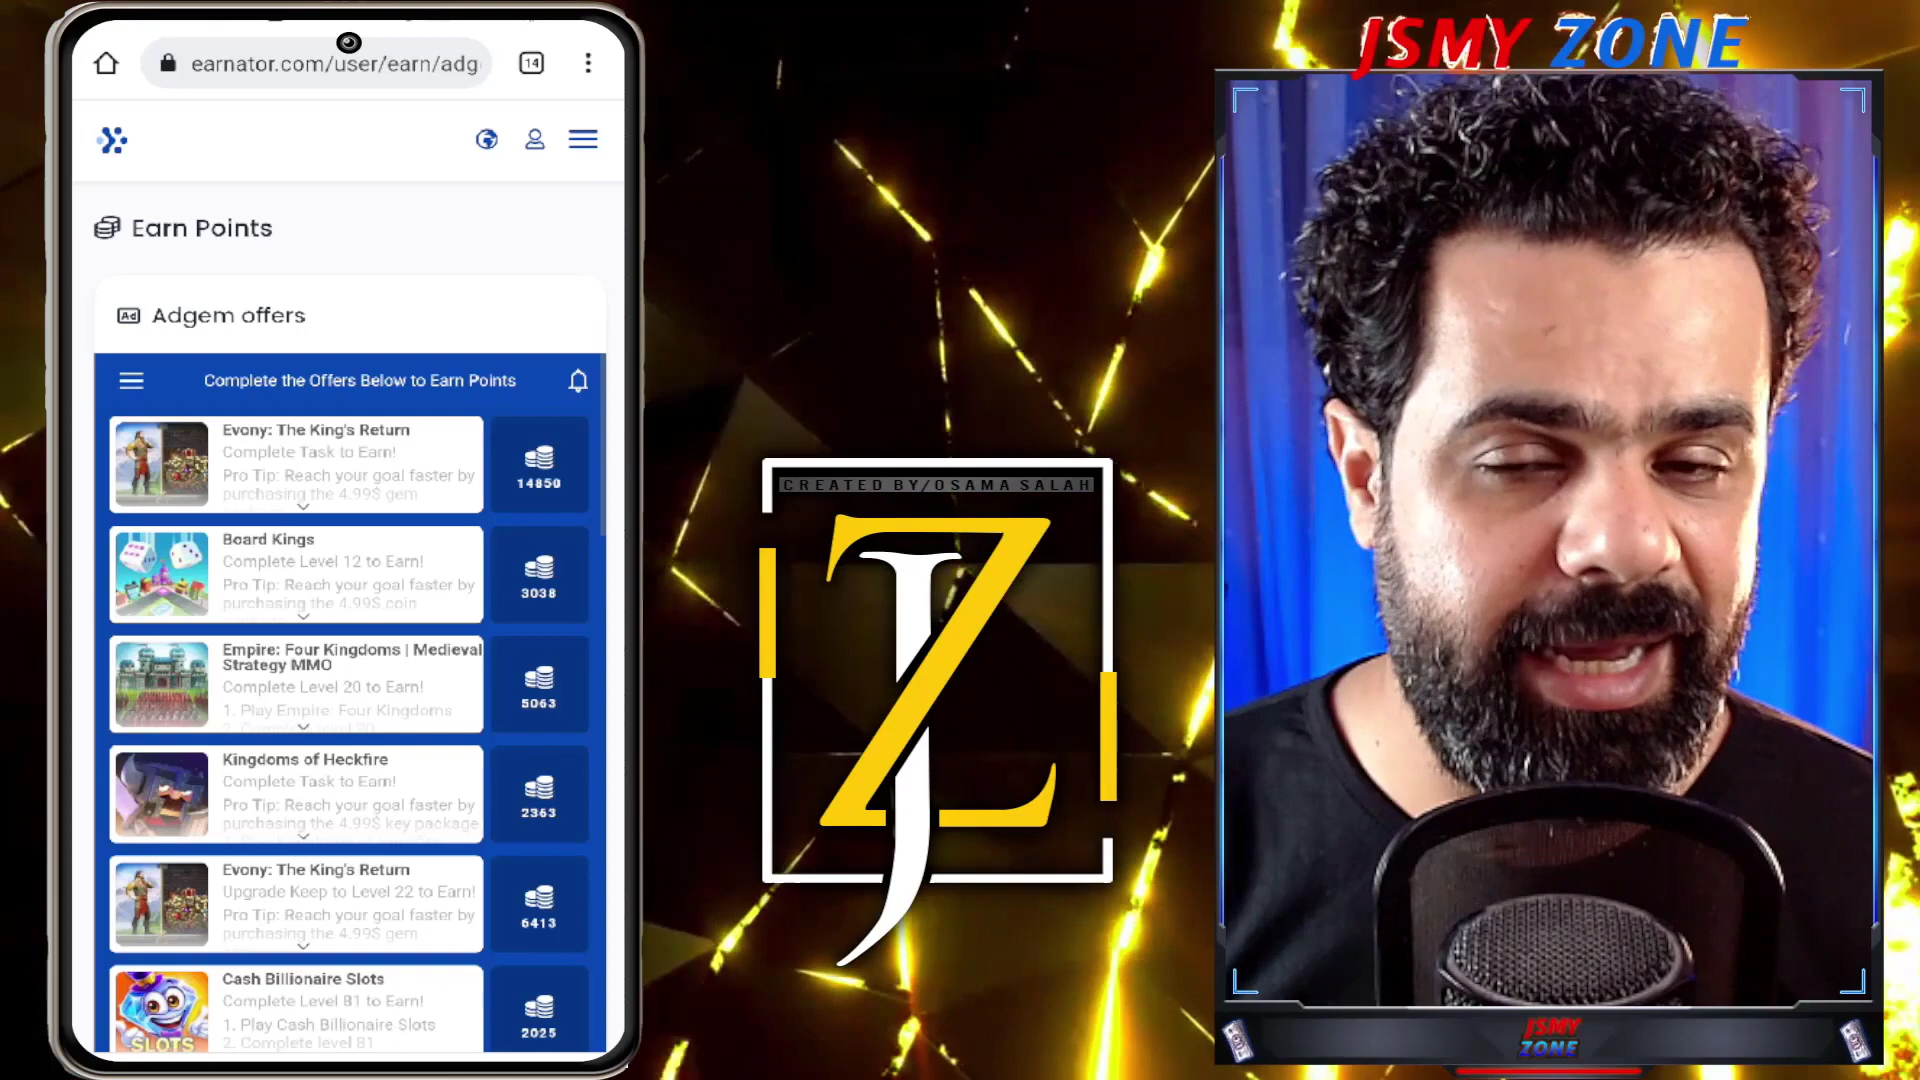 earnator.com/user/earn/adg
14
Earn Points
Ad
Adgem offers
Complete the Offers Below to Earn Points
Evony: The King's Return
Complete Task to Earn!
Pro Tip: Reach your goal faster by
purchasing the 4.99$ gem
14850
Board Kings
Complete Level 12 to Earn!
Pro Tip: Reach your goal faster by
purchasing the 4.99$ coin
3038
Empire: Four Kingdoms | Medieval
Strategy MMO
Complete Level 20 to Earn!
1. Play Empire: Four Kingdoms
5063
Kingdoms of Heckfire
Complete Task to Earn!
Pro Tip: Reach your goal faster by
purchasing the 4.99$ key package
2363
Evony: The King's Return
Upgrade Keep to Level 22 to Earn!
Pro Tip: Reach your goal faster by
purchasing the 4.99$ gem
6413
Cash Billionaire Slots
Complete Level 81 to Earn!
1. Play Cash Billionaire Slots
2. Complete level 81
SLOTS
2025
CREATED BY/OSAMA SALAH
JZ
JSMY ZONE
JSMY
ZONE